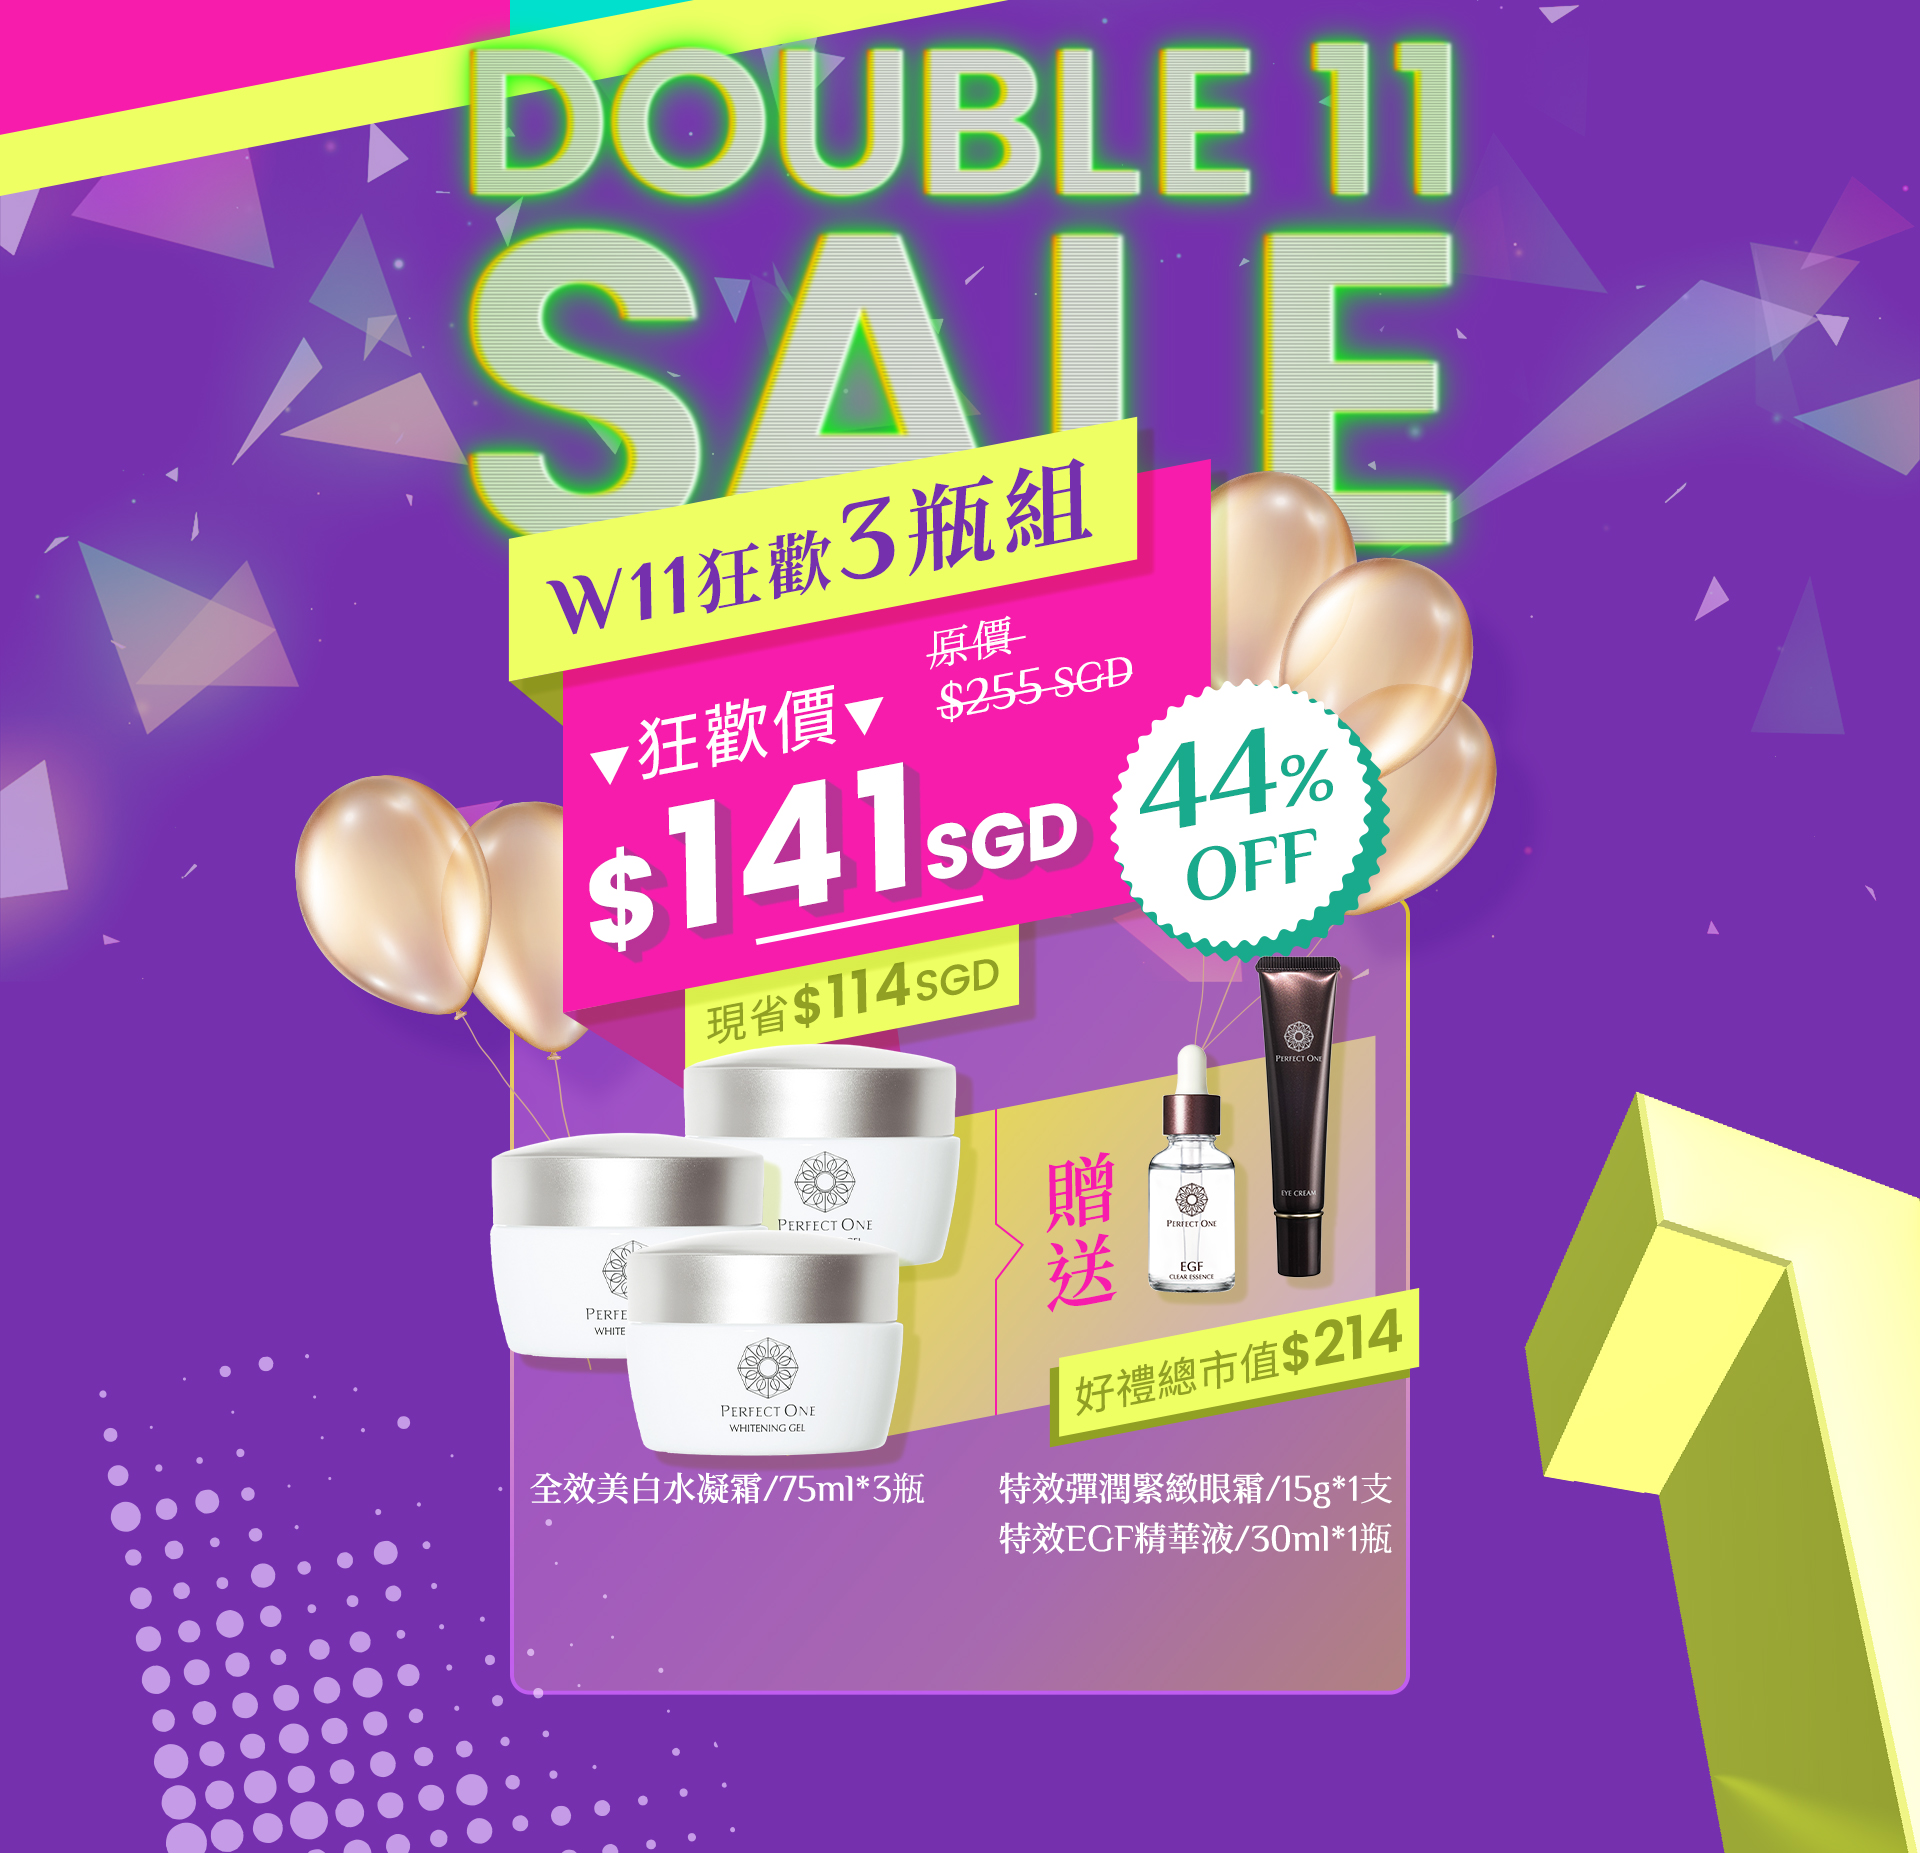 DOUBLE 11
SALE
W11狂歡3瓶組
原價
$255 SGD
▼狂歡價▼
$141SGD
44%
OFF
現省$114SGD
PERFECT ONE
PERFECT ONE
EYE CREAM
PERFECT ONE
EGF
CLEAR ESSENCE
贈送
PERFE
WHITE
PERFECT ONE
WHITENING GEL
好禮總市值$214
全效美白水凝霜/75ml*3瓶
特效彈潤緊緻眼霜/15g*1支
特效EGF精華液/30ml*1瓶